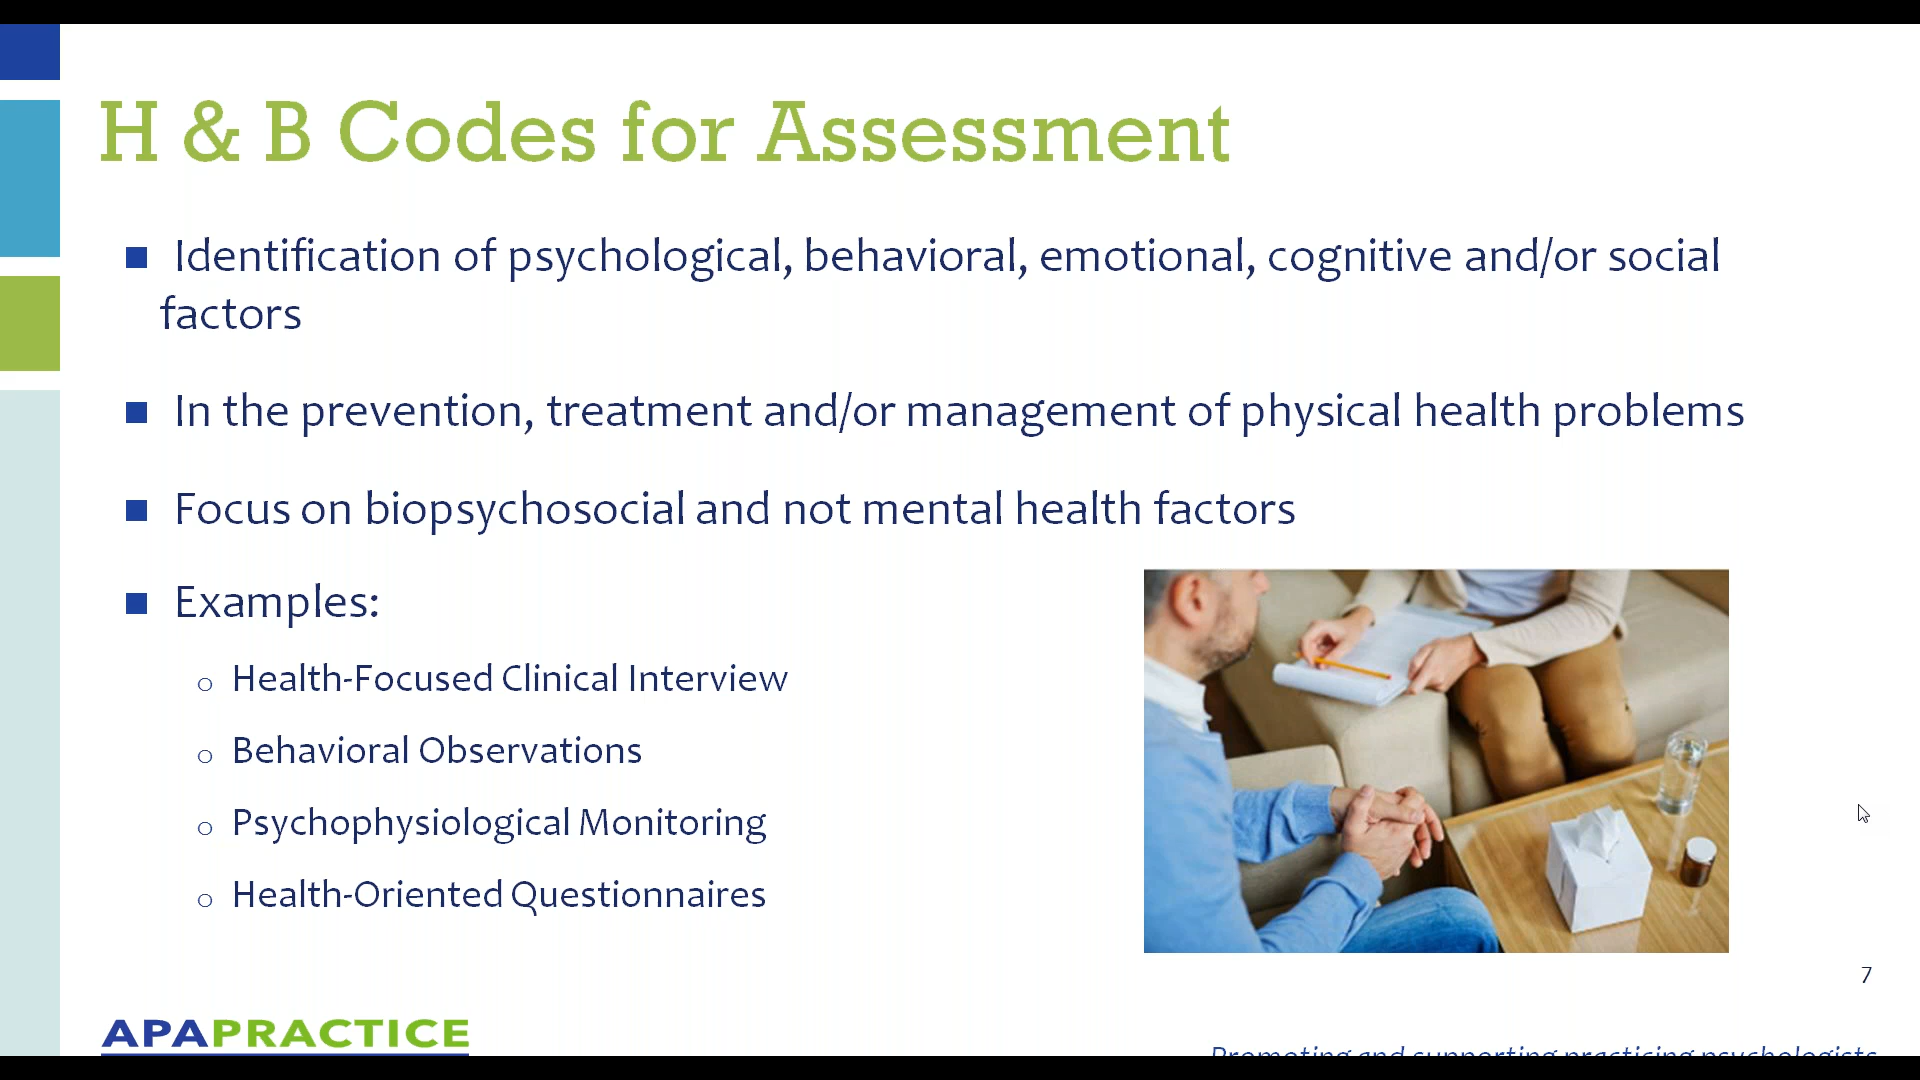 H & B Codes for Assessment
Identification of psychological, behavioral, emotional, cognitive and/or social
factors
In the prevention, treatment and/or management of physical health problems
Focus on biopsychosocial and not mental health factors
Examples:
Health-Focused Clinical Interview
Behavioral Observations
Psychophysiological Monitoring
Health-Oriented Questionnaires
7
APAPRACTICE
Promoting and supporting practicing psychologists